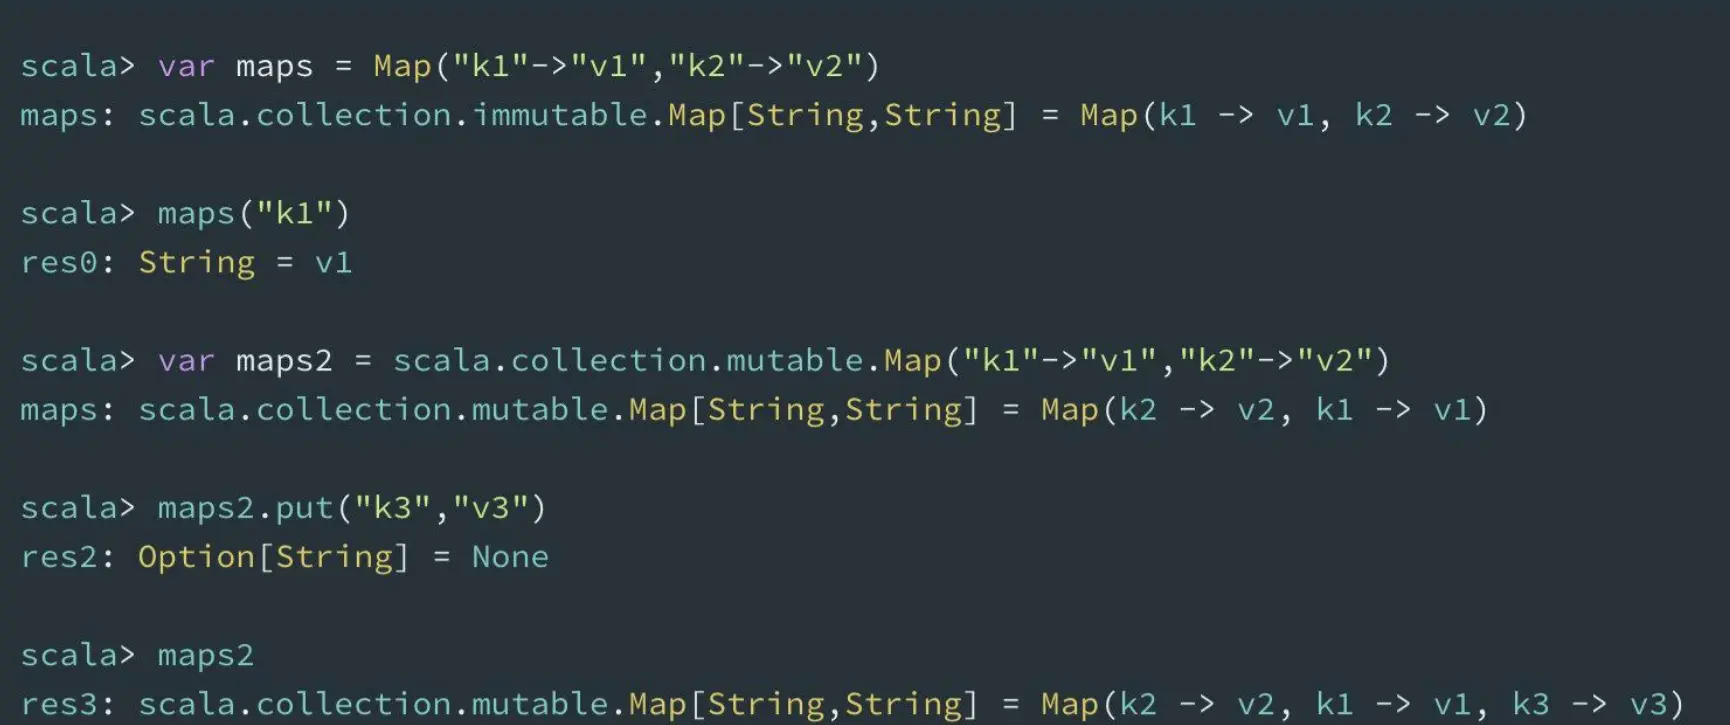 scala> var maps = Map("k1"->"v1","k2"->"v2")
maps: scala.collection.immutable.Map[String,String] = Map(k1 -> v1, k2 -> v2)
scala> maps("k1")
res0: String = v1
scala> var maps2 = scala.collection.mutable.Map("k1"->"v1","k2"->"v2")
maps: scala.collection.mutable.Map[String,String] = Map(k2 -> v2, k1 -> v1)
scala> maps2.put("k3","v3")
res2: Option[String] = None
scala> maps2
res3: scala.collection.mutable.Map[String,String] = Map(k2 -> v2, k1 -> v1, k3 -> v3)